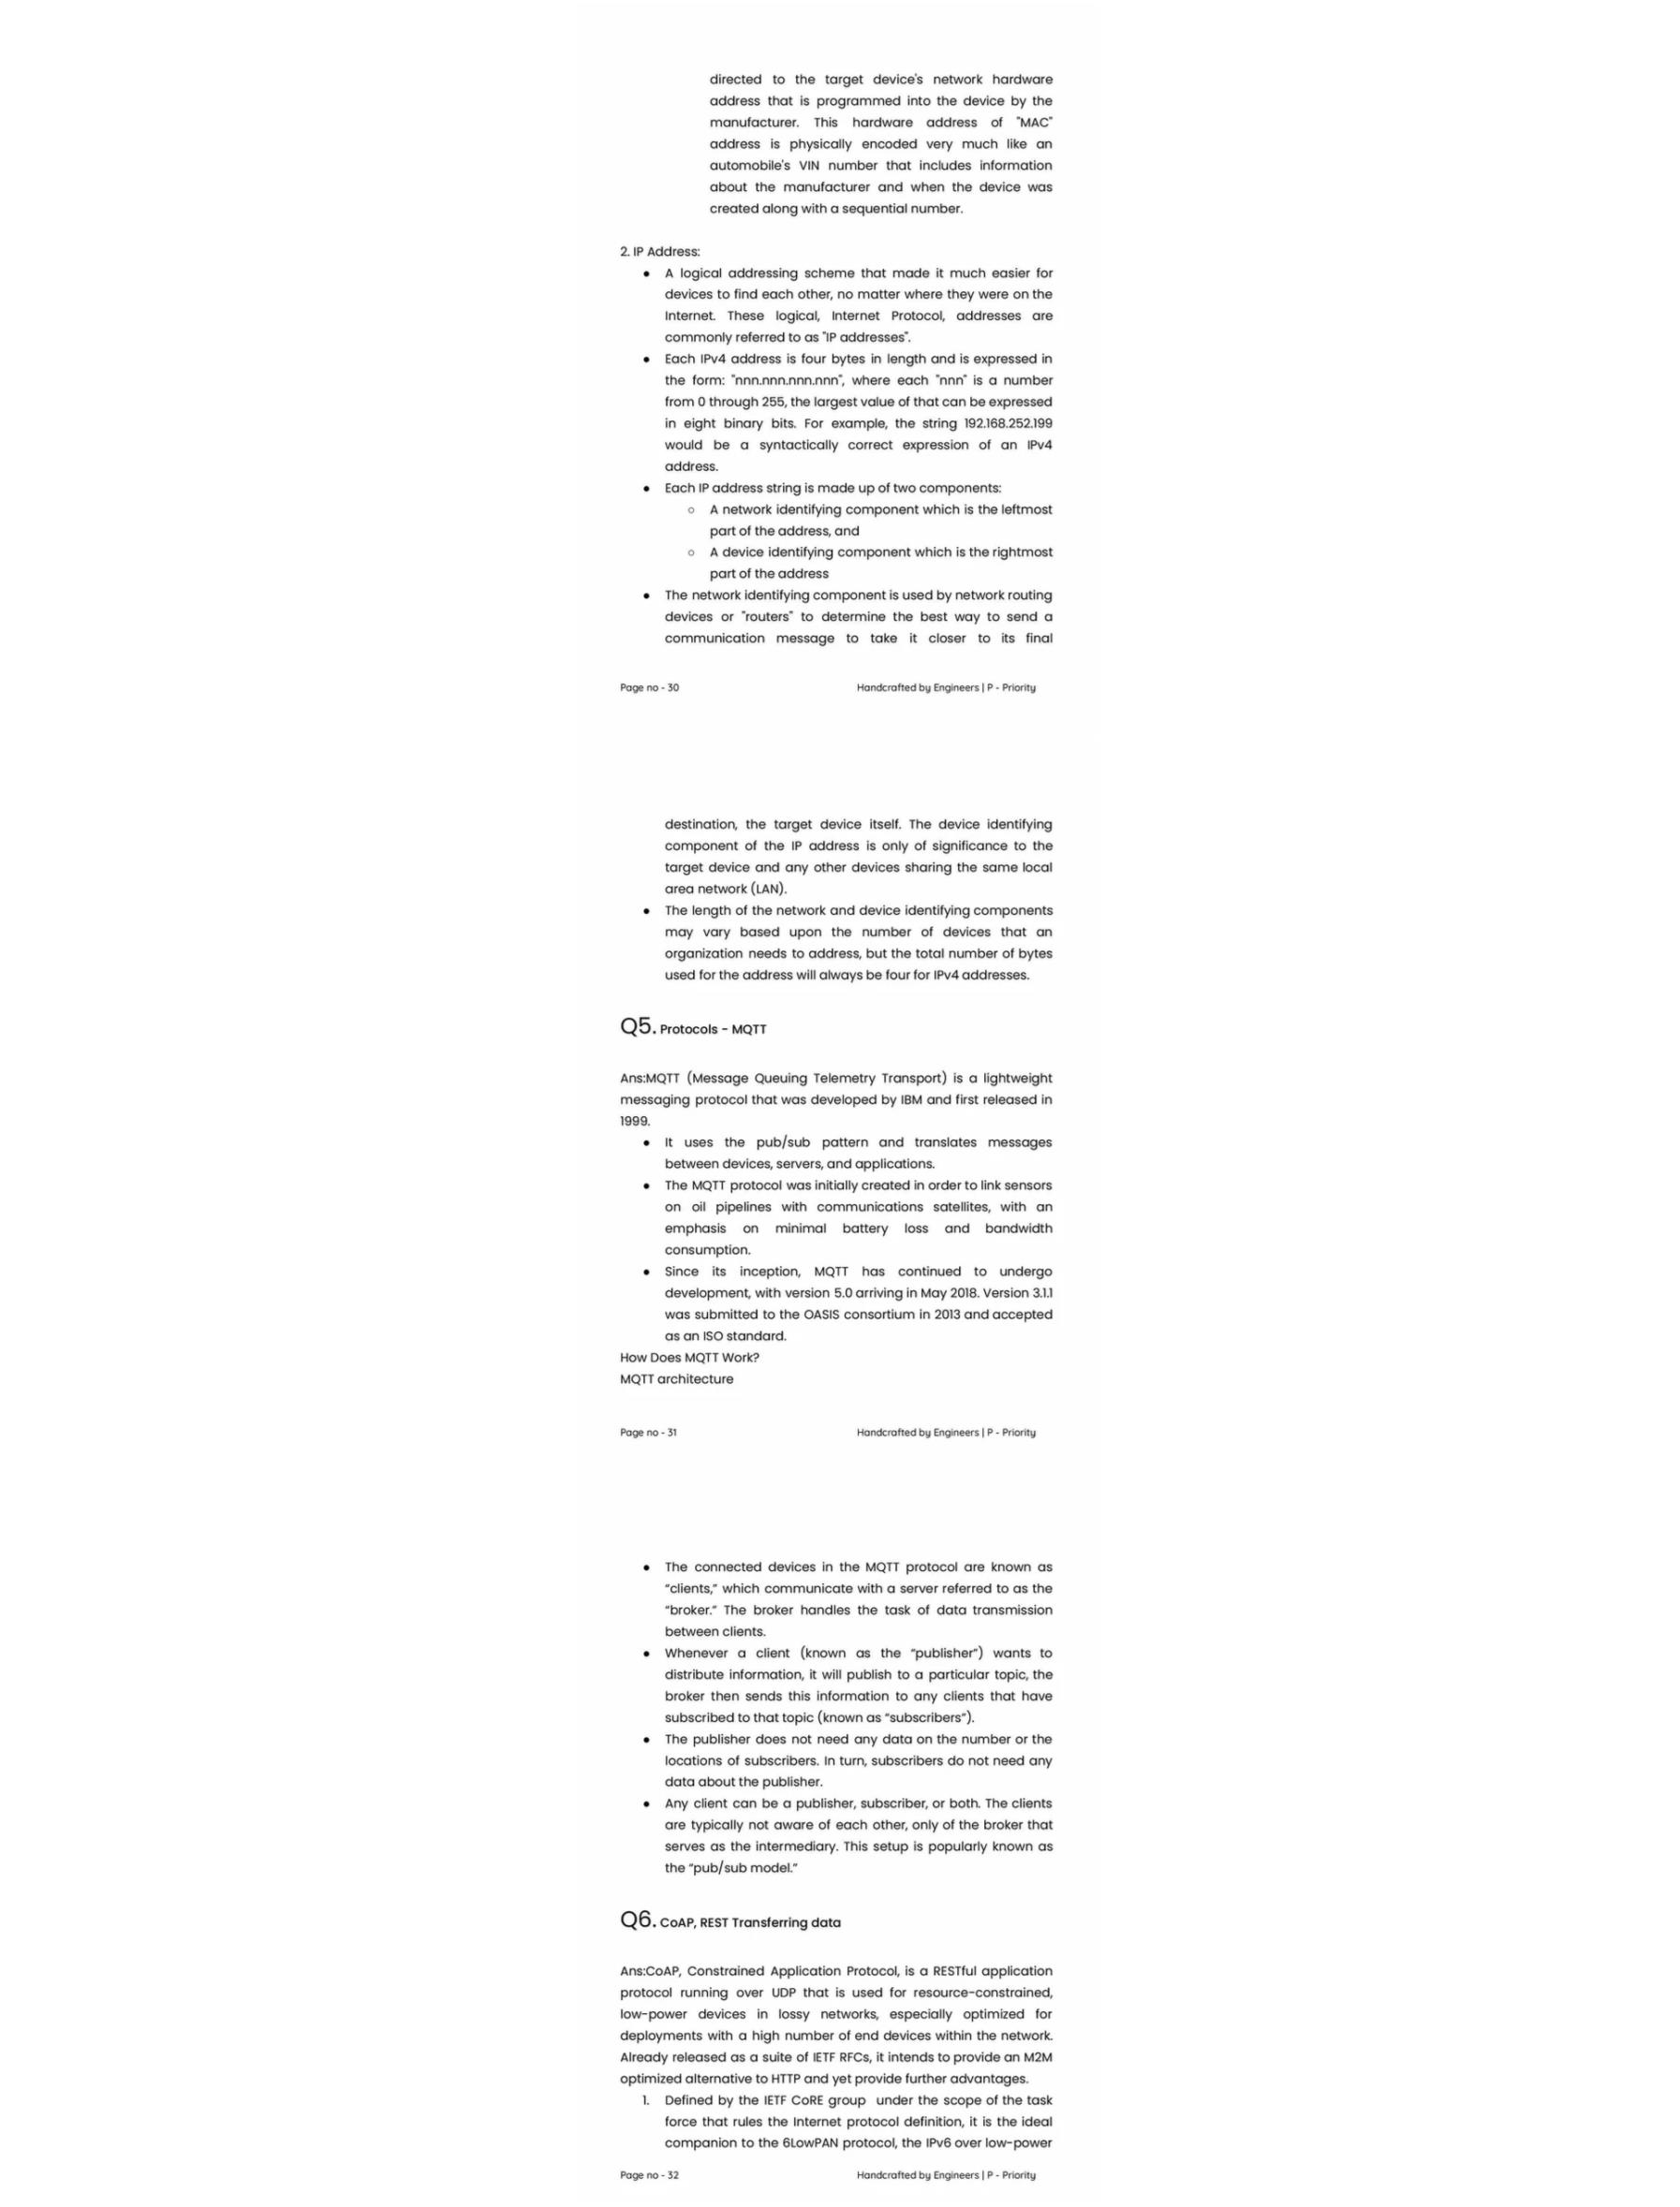 directed to the target device's network hardware
address that is programmed into the device by the
manufacturer. This hardware address of "MAC"
address is physically encoded very much like an
automobile's VIN number that includes information
about the manufacturer and when the device was
created along with a sequential number.
2. IP Address:
● A logical addressing scheme that made it much easier for
devices to find each other, no matter where they were on the
Internet. These logical, Internet Protocol, addresses are
commonly referred to as "IP addresses".
● Each IPv4 address is four bytes in length and is expressed in
the form: "nnn.nnn.nnn.nnn", where each "nnn" is a number
from 0 through 255, the largest value of that can be expressed
in eight binary bits. For example, the string 192.168.252.199
would be a syntactically correct expression of an IPv4
address.
● Each IP address string is made up of two components:
○ A network identifying component which is the leftmost
part of the address, and
○ A device identifying component which is the rightmost
part of the address
● The network identifying component is used by network routing
devices or "routers" to determine the best way to send a
communication message to take it closer to its final
Page no - 30 Handcrafted by Engineers | P - Priority
destination, the target device itself. The device identifying
component of the IP address is only of significance to the
target device and any other devices sharing the same local
area network (LAN).
● The length of the network and device identifying components
may vary based upon the number of devices that an
organization needs to address, but the total number of bytes
used for the address will always be four for IPv4 addresses.
Q5. Protocols - MQTT
Ans:MQTT (Message Queuing Telemetry Transport) is a lightweight
messaging protocol that was developed by IBM and first released in
1999.
● It uses the pub/sub pattern and translates messages
between devices, servers, and applications.
● The MQTT protocol was initially created in order to link sensors
on oil pipelines with communications satellites, with an
emphasis on minimal battery loss and bandwidth
consumption.
● Since its inception, MQTT has continued to undergo
development, with version 5.0 arriving in May 2018. Version 3.1.1
was submitted to the OASIS consortium in 2013 and accepted
as an ISO standard.
How Does MQTT Work?
MQTT architecture
Page no - 31 Handcrafted by Engineers | P - Priority
● The connected devices in the MQTT protocol are known as
“clients,” which communicate with a server referred to as the
“broker.” The broker handles the task of data transmission
between clients.
● Whenever a client (known as the “publisher”) wants to
distribute information, it will publish to a particular topic, the
broker then sends this information to any clients that have
subscribed to that topic (known as “subscribers”).
● The publisher does not need any data on the number or the
locations of subscribers. In turn, subscribers do not need any
data about the publisher.
● Any client can be a publisher, subscriber, or both. The clients
are typically not aware of each other, only of the broker that
serves as the intermediary. This setup is popularly known as
the “pub/sub model.”
Q6. CoAP, REST Transferring data
Ans:CoAP, Constrained Application Protocol, is a RESTful application
protocol running over UDP that is used for resource-constrained,
low-power devices in lossy networks, especially optimized for
deployments with a high number of end devices within the network.
Already released as a suite of IETF RFCs, it intends to provide an M2M
optimized alternative to HTTP and yet provide further advantages.
1. Defined by the IETF CoRE group under the scope of the task
force that rules the Internet protocol definition, it is the ideal
companion to the 6LowPAN protocol, the IPv6 over low-power
Page no - 32 Handcrafted by Engineers | P - Priority